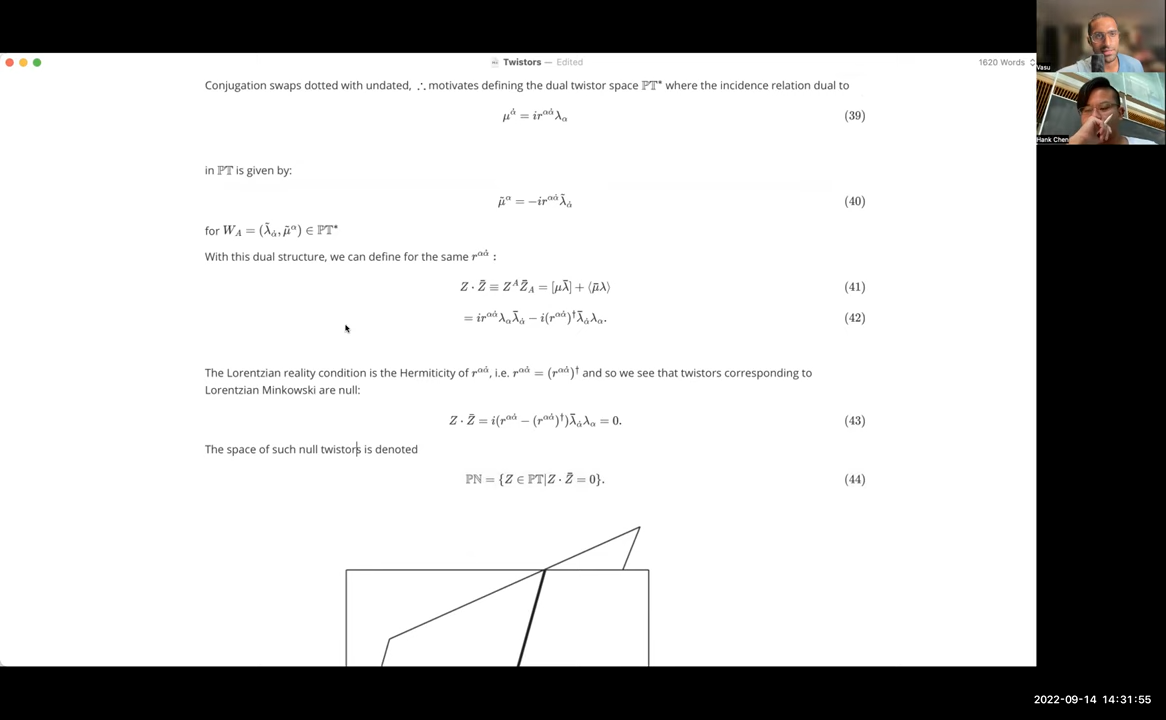 Twistors — Edited
1620 Words
Conjugation swaps dotted with undated, ∴ motivates defining the dual twistor space ℙ𝕋* where the incidence relation dual to
μ^α̇ = ir^αα̇ λ_α (39)
in ℙ𝕋 is given by:
μ̃^α = −ir^αα̇ λ̃_α̇ (40)
for W_A = (λ̃_α̇, μ̃^α) ∈ ℙ𝕋*
With this dual structure, we can define for the same r^αα̇ :
Z · Z̄ ≡ Z^A Z̄_A = [μλ̄] + ⟨μ̄λ⟩ (41)
= ir^αα̇ λ_α λ̄_α̇ − i(r^αα̇)† λ̄_α̇ λ_α. (42)
The Lorentzian reality condition is the Hermiticity of r^αα̇, i.e. r^αα̇ = (r^αα̇)† and so we see that twistors corresponding to
Lorentzian Minkowski are null:
Z · Z̄ = i(r^αα̇ − (r^αα̇)†) λ̄_α̇ λ_α = 0. (43)
The space of such null twistors is denoted
ℙℕ = {Z ∈ ℙ𝕋|Z · Z̄ = 0}. (44)
Vasu
Hank Chen
2022-09-14 14:31:55